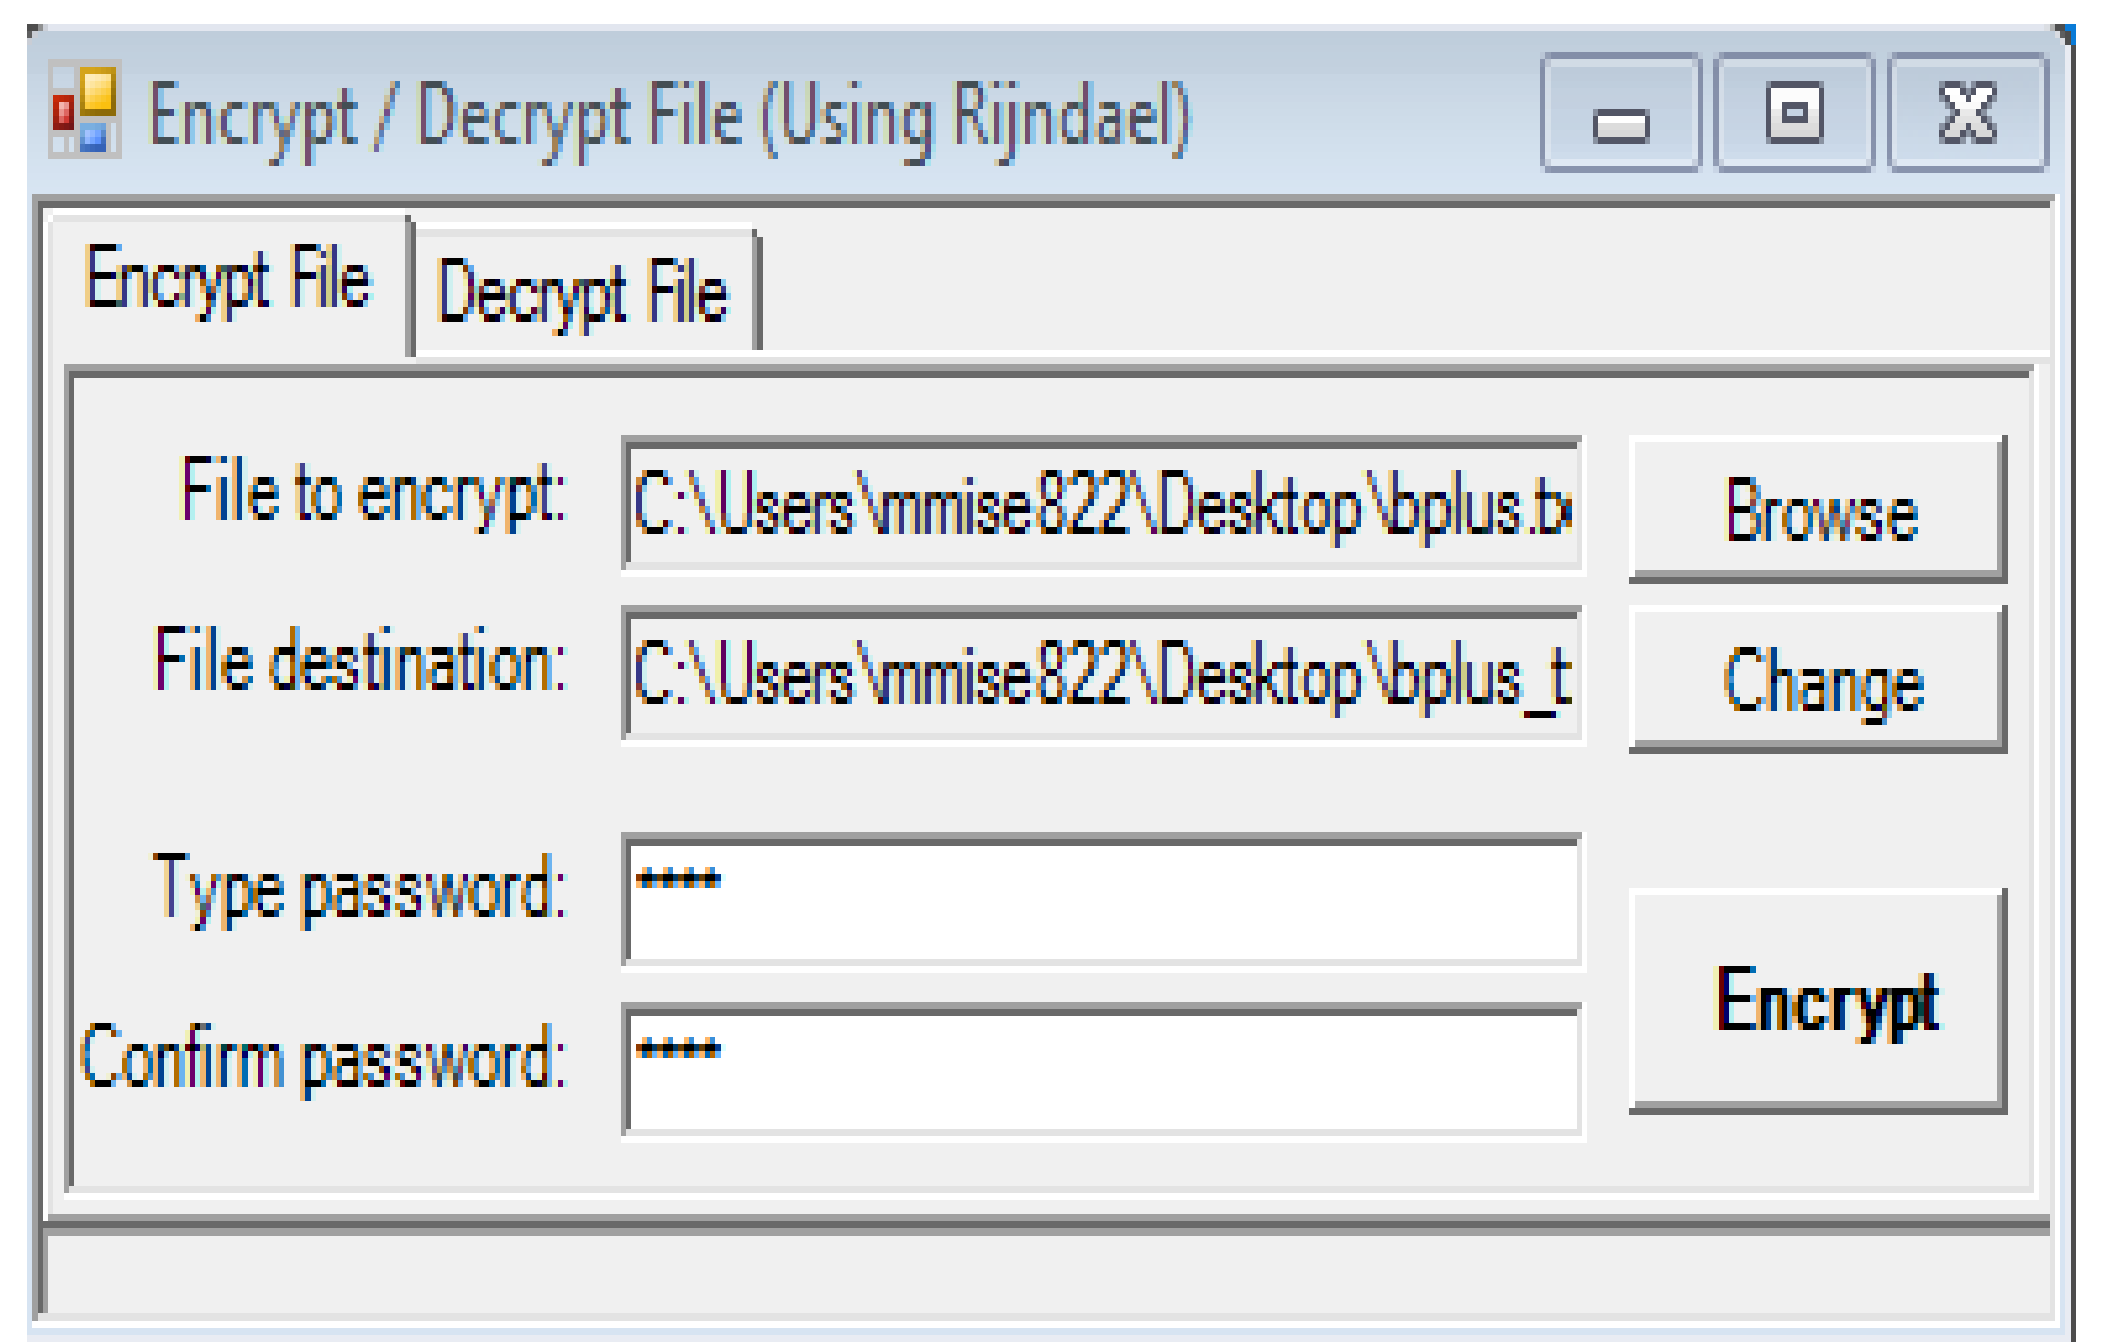 Encrypt / Decrypt File (Using Rijndael)
Encrypt File Decrypt File
File to encrypt: C:\Users\mmise822\Desktop\bplus.tx Browse
File destination: C:\Users\mmise822\Desktop\bplus_t Change
Type password: ****
Confirm password: ****
Encrypt